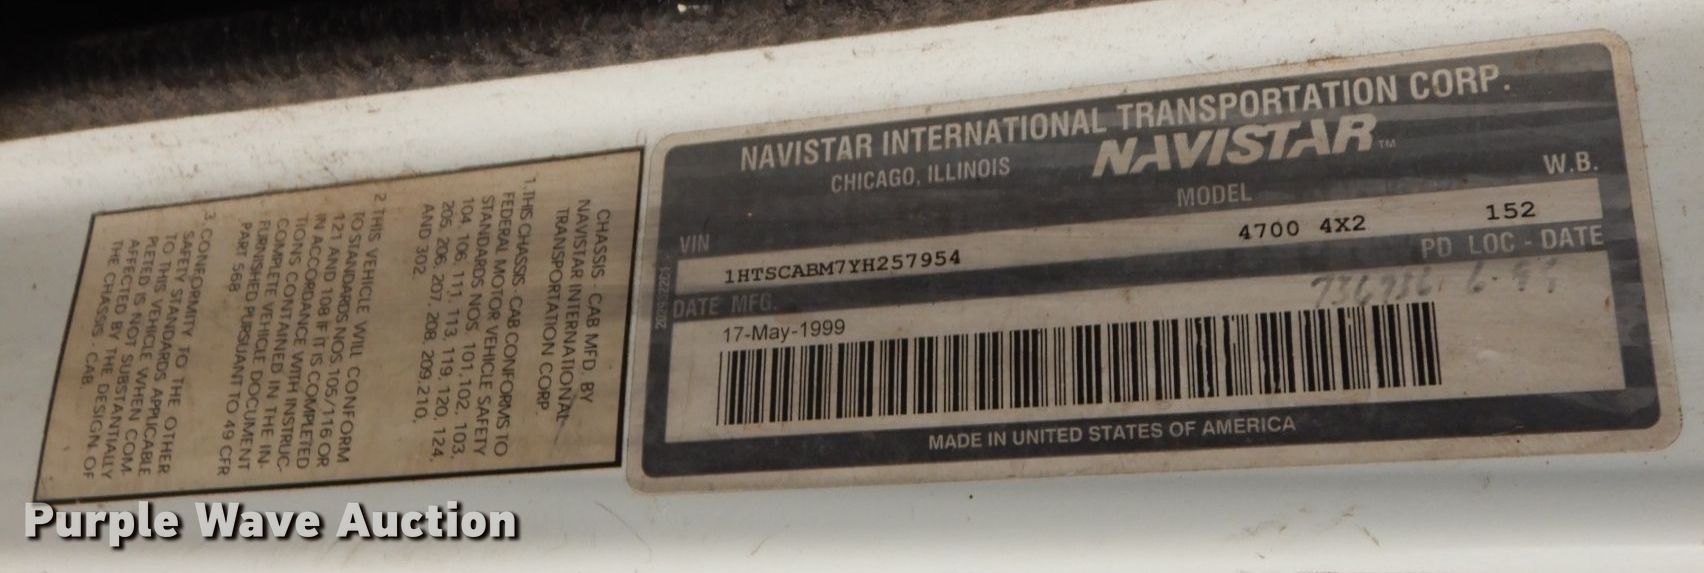 CHASSIS - CAB MFD. BY
NAVISTAR INTERNATIONAL
TRANSPORTATION CORP.
1. THIS CHASSIS - CAB CONFORMS TO
FEDERAL MOTOR VEHICLE SAFETY
STANDARDS NOS. 101, 102, 103,
104, 106, 111, 113, 119, 120, 124,
205, 206, 207, 208, 209, 210,
AND 302.
2 THIS VEHICLE WILL CONFORM
TO STANDARDS NOS. 105/116 OR
121 AND 108 IF IT IS COMPLETED
IN ACCORDANCE WITH INSTRUC-
TIONS CONTAINED IN THE IN-
COMPLETE VEHICLE DOCUMENT
FURNISHED PURSUANT TO 49 CFR
PART 568
3. CONFORMITY TO THE OTHER
SAFETY STANDARDS APPLICABLE
TO THIS VEHICLE WHEN COM-
PLETED IS NOT SUBSTANTIALLY
AFFECTED BY THE DESIGN OF
THE CHASSIS - CAB.
NAVISTAR INTERNATIONAL TRANSPORTATION CORP.
CHICAGO, ILLINOIS
NAVISTAR™
VIN
MODEL
W.B.
1HTSCABM7YH257954
4700 4X2
152
DATE MFG.
PD LOC - DATE
17-May-1999
MADE IN UNITED STATES OF AMERICA
Purple Wave Auction